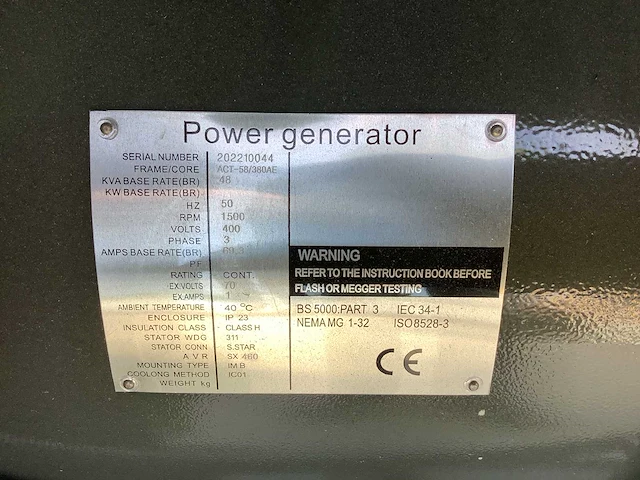 Power generator
SERIAL NUMBER 202210044
FRAME/CORE ACT-58/380AE
KVA BASE RATE(BR) 48
KW BASE RATE(BR)
HZ 50
RPM 1500
VOLTS 400
PHASE 3
AMPS BASE RATE(BR)
PF
RATING CONT.
EX.VOLTS 70
EX.AMPS
AMBIENT TEMPERATURE 40 °C
ENCLOSURE IP 23
INSULATION CLASS CLASS H
STATOR WDG 311
STATOR CONN S.STAR
A.V.R SX 460
MOUNTING TYPE IM B
COOLONG METHOD IC01
WEIGHT kg
WARNING
REFER TO THE INSTRUCTION BOOK BEFORE
FLASH OR MEGGER TESTING
BS 5000:PART 3 IEC 34-1
NEMA MG 1-32 ISO8528-3
CE